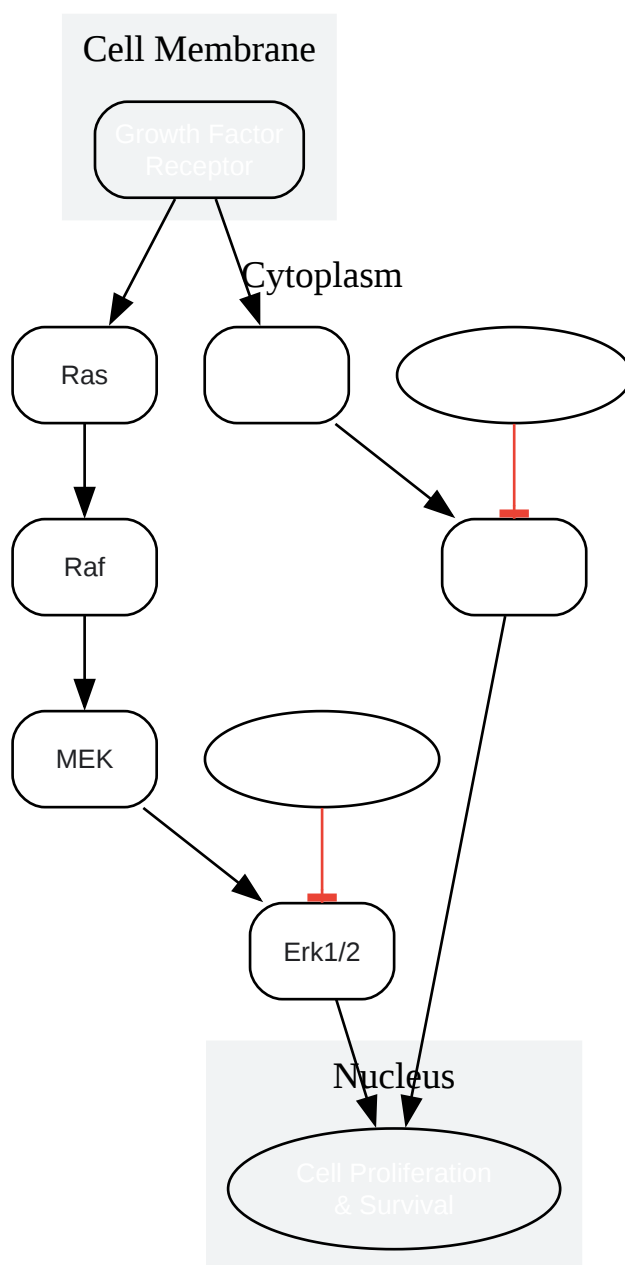 Cell Membrane
Growth Factor
Receptor
Cytoplasm
Ras
Raf
MEK
Erk1/2
Nucleus
Cell Proliferation
& Survival